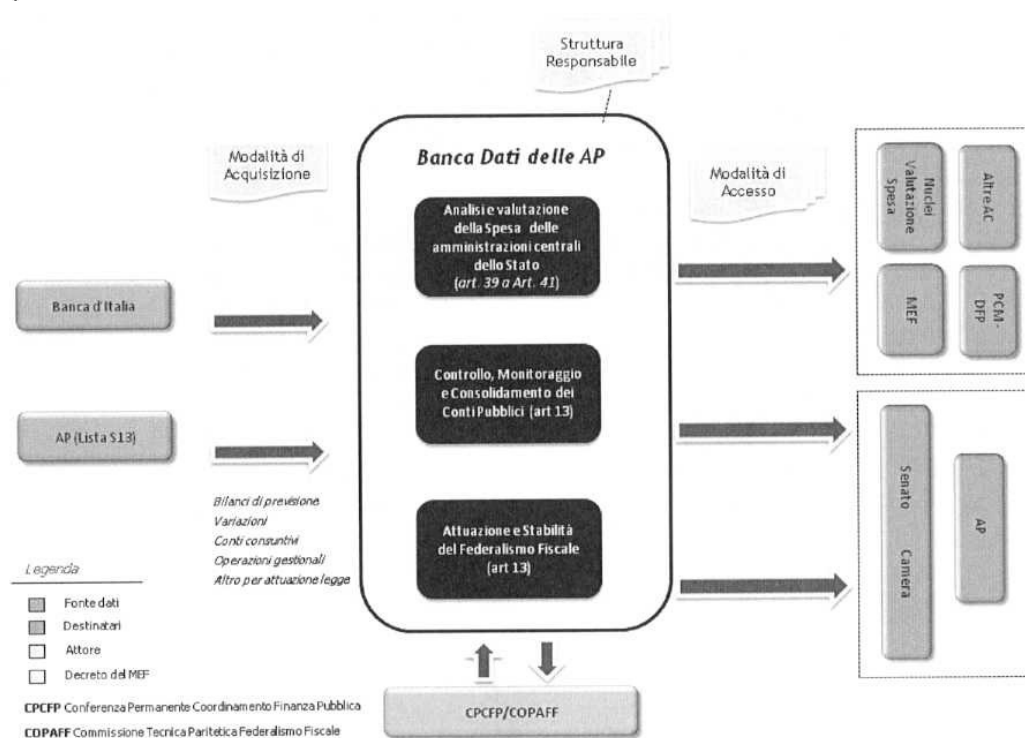 Struttura
Responsabile
Modalità di
Acquisizione
Banca Dati delle AP
Modalità di
Accesso
Analisi e valutazione
della Spesa delle
amministrazioni centrali
dello Stato
(art. 39 a Art. 41)
Nuclei
Valutazione
Spesa
Altre AC
MEF
PCM-
DFP
Banca d'Italia
Controllo, Monitoraggio
e Consolidamento dei
Conti Pubblici (art 13)
AP (Lista S13)
Senato Camera
AP
Bilanci di previsione
Variazioni
Conti consuntivi
Operazioni gestionali
Altro per attuazione legge
Attuazione e Stabilità
del Federalismo Fiscale
(art 13)
Legenda
Fonte dati
Destinatari
Attore
Decreto del MEF
CPCFP Conferenza Permanente Coordinamento Finanza Pubblica
COPAFF Commissione Tecnica Paritetica Federalismo Fiscale
CPCFP/COPAFF